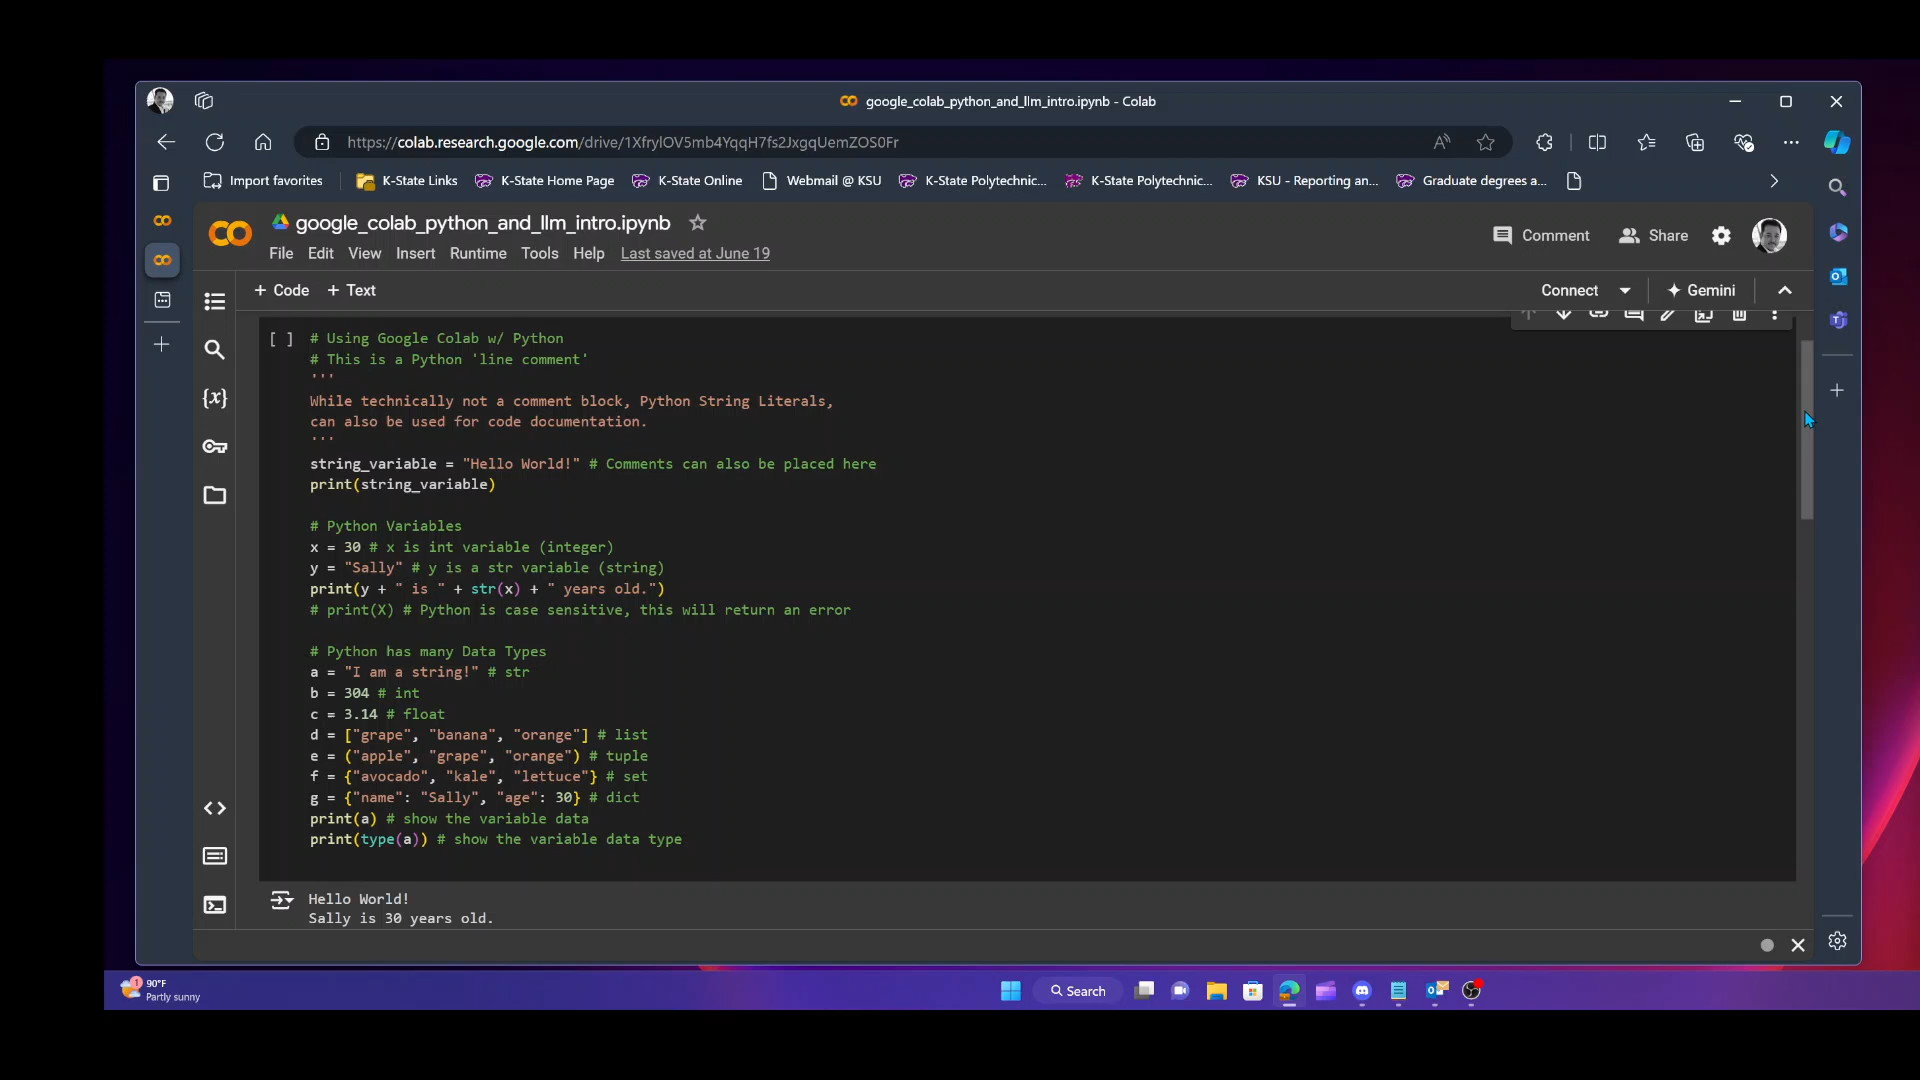 google_colab_python_and_llm_intro.ipynb - Colab
https://colab.research.google.com/drive/1XfrylOV5mb4YqqH7fs2JxgqUemZOS0Fr
Import favorites
K-State Links
K-State Home Page
K-State Online
Webmail @ KSU
K-State Polytechnic...
K-State Polytechnic...
KSU - Reporting an...
Graduate degrees a...
google_colab_python_and_llm_intro.ipynb
Comment
Share
File Edit View Insert Runtime Tools Help Last saved at June 19
+ Code + Text
Connect
Gemini
[ ] # Using Google Colab w/ Python
# This is a Python 'line comment'
'''
While technically not a comment block, Python String Literals,
can also be used for code documentation.
'''
string_variable = "Hello World!" # Comments can also be placed here
print(string_variable)
# Python Variables
x = 30 # x is int variable (integer)
y = "Sally" # y is a str variable (string)
print(y + " is " + str(x) + " years old.")
# print(X) # Python is case sensitive, this will return an error
# Python has many Data Types
a = "I am a string!" # str
b = 304 # int
c = 3.14 # float
d = ["grape", "banana", "orange"] # list
e = ("apple", "grape", "orange") # tuple
f = {"avocado", "kale", "lettuce"} # set
g = {"name": "Sally", "age": 30} # dict
print(a) # show the variable data
print(type(a)) # show the variable data type
Hello World!
Sally is 30 years old.
{x}
1
90°F
Partly sunny
Search